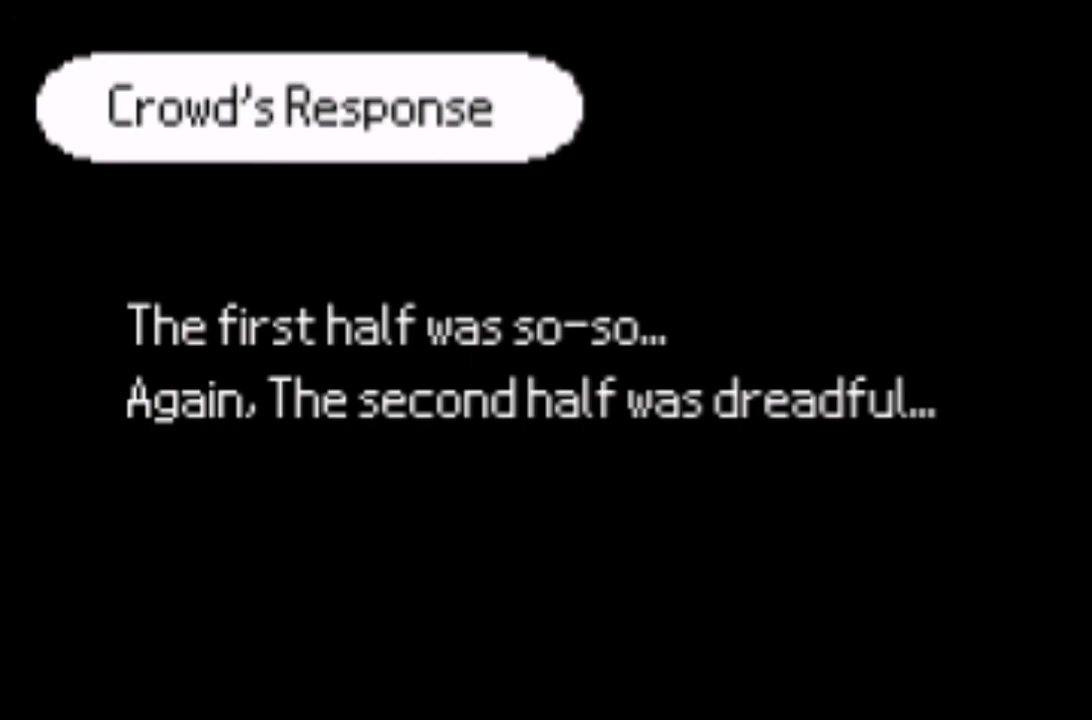 Crowd's Response
The first half was so-so...
Again, The second half was dreadful...